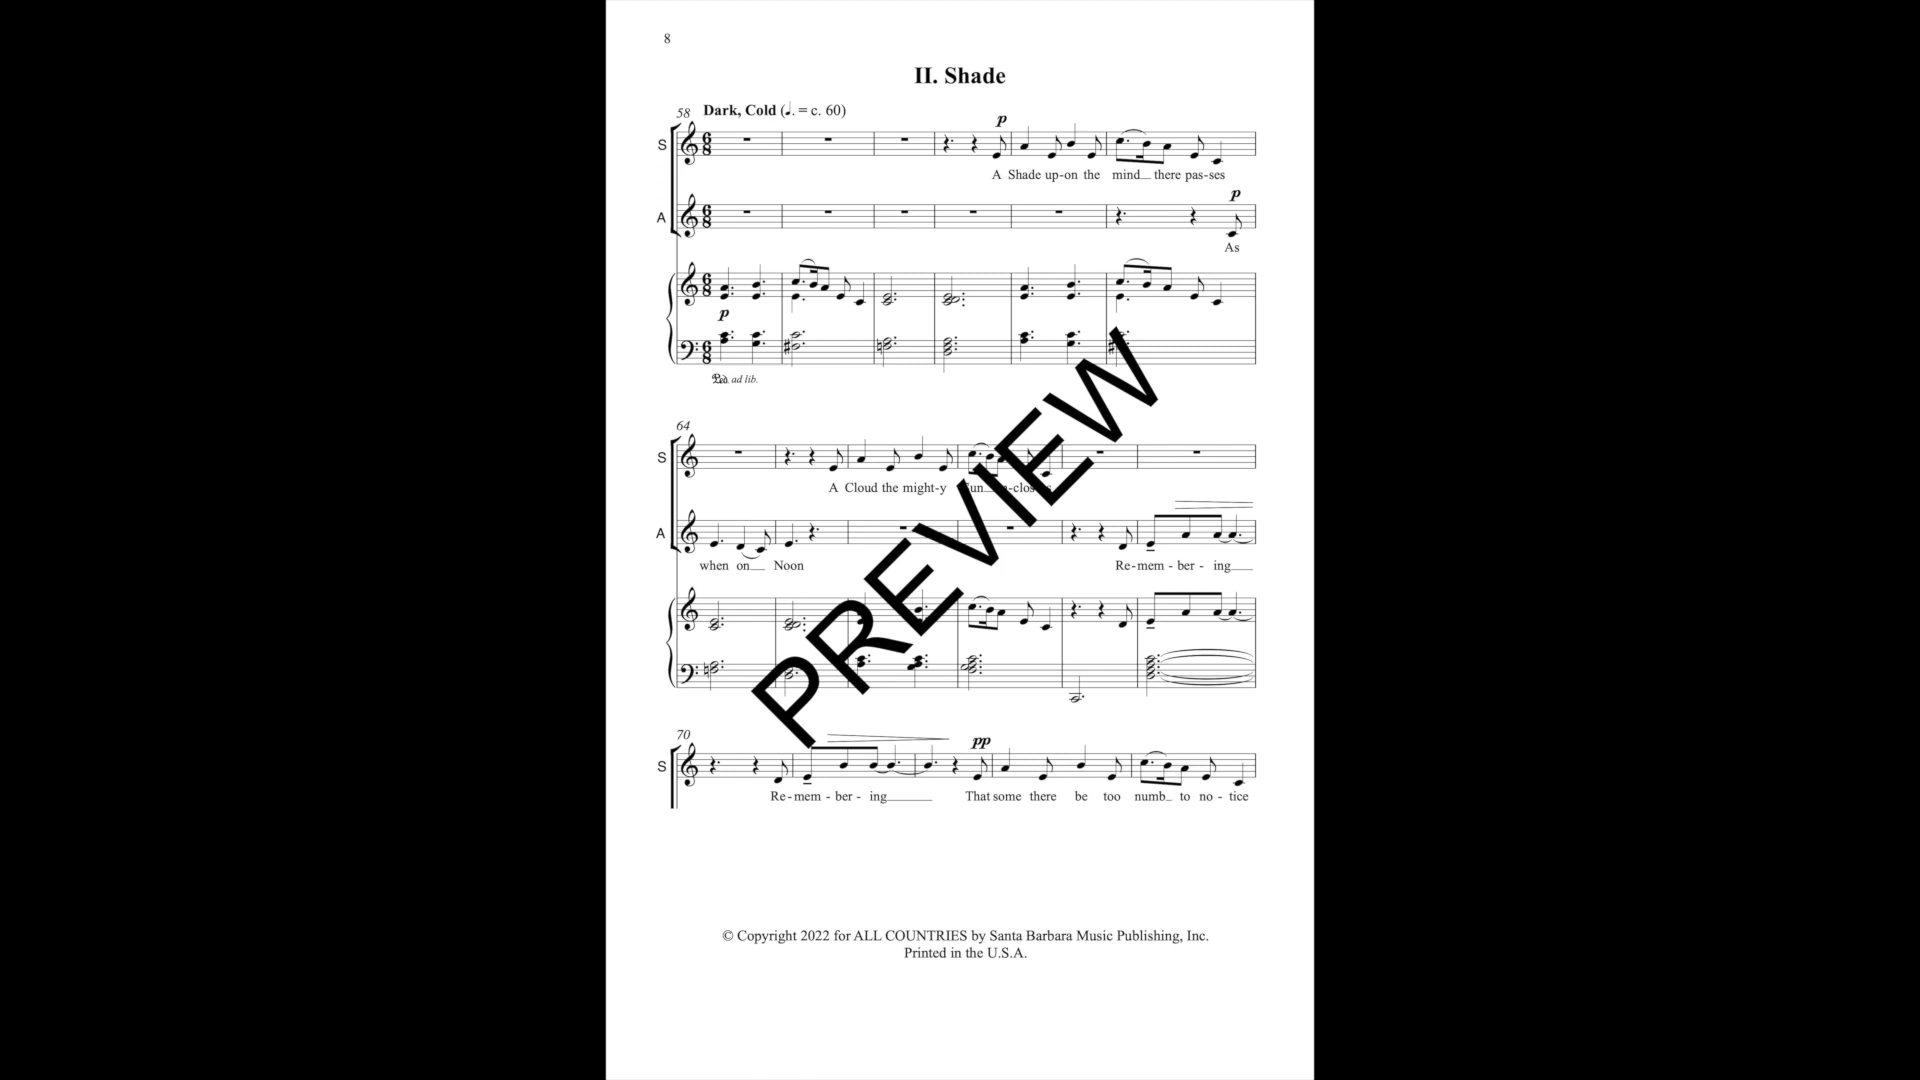 8
II. Shade
58 Dark, Cold (♩. = c. 60)
p
S
A Shade up-on the mind there pas-ses
p
A
As
p
Ped. ad lib.
64
S
A Cloud the might-y Sun
A
when on Noon Re-mem - ber - ing
PREVIEW
70
pp
S
Re-mem - ber - ing That some there be too numb to no - tice
© Copyright 2022 for ALL COUNTRIES by Santa Barbara Music Publishing, Inc.
Printed in the U.S.A.